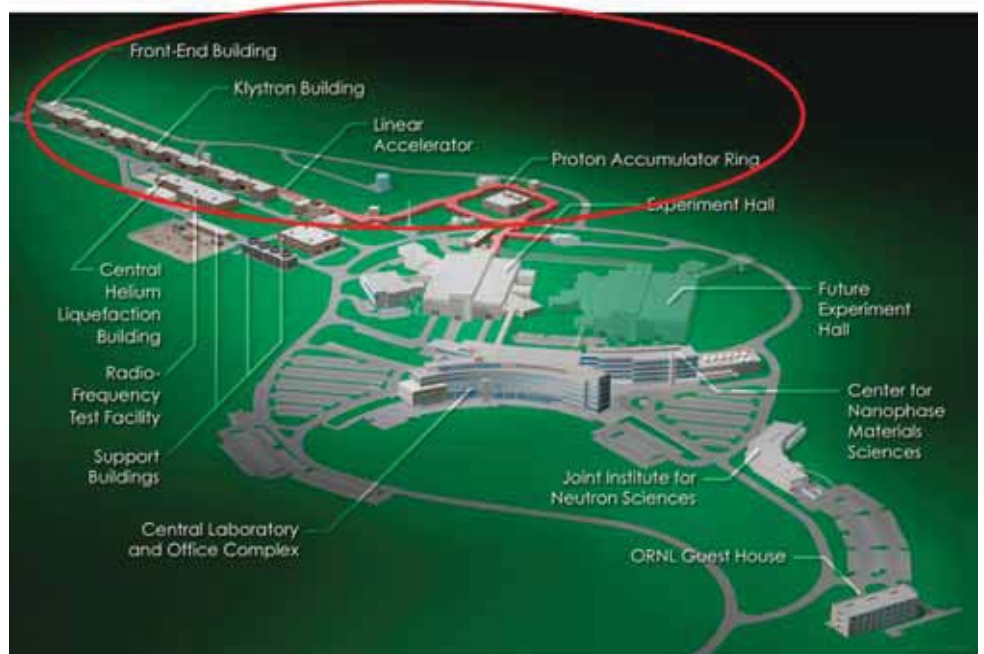 Front-End Building
Klystron Building
Linear
Accelerator
Proton Accumulator Ring
Experiment Hall
Central
Helium
Liquefaction
Building
Future
Experiment
Hall
Radio-
Frequency
Test Facility
Center for
Nanophase
Materials
Sciences
Support
Buildings
Joint Institute for
Neutron Sciences
Central Laboratory
and Office Complex
ORNL Guest House